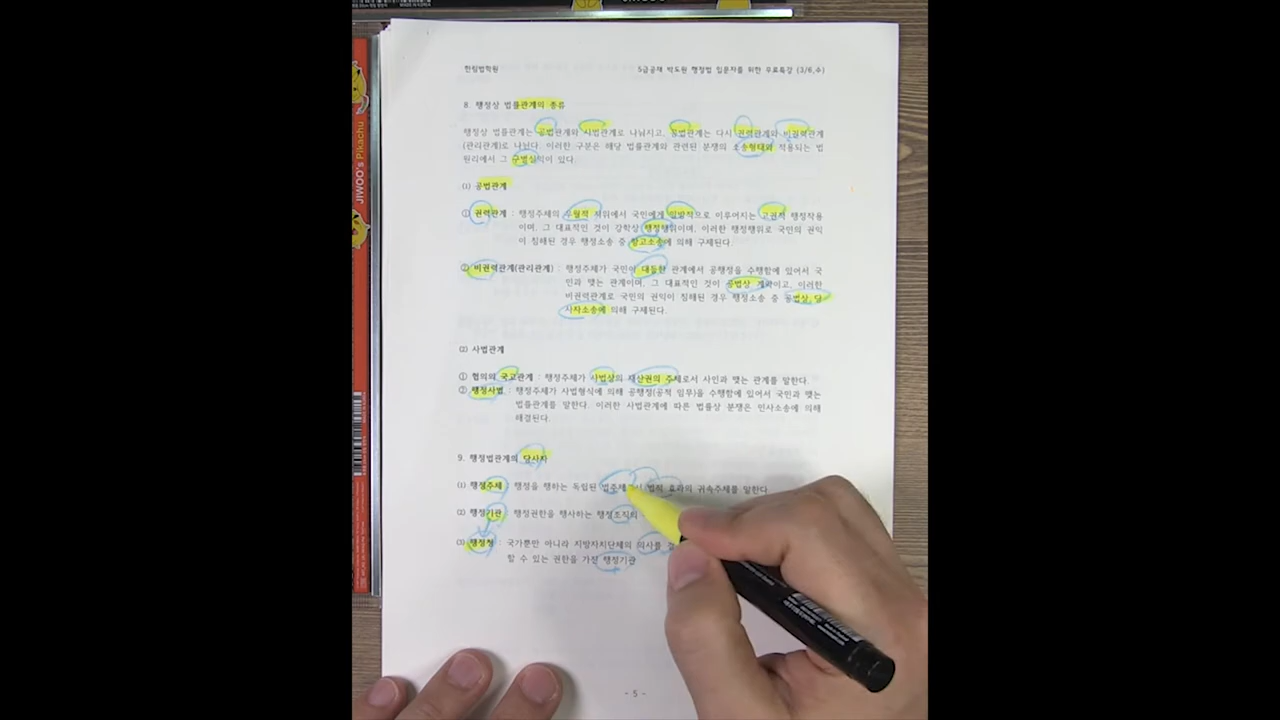 JIWOO's Pikachu
한림법학원
5급공채 박도원 행정법 입문자를 위한 무료특강 (3/6,수)
8. 행정상 법률관계의 종류
행정상 법률관계는 공법관계와 사법관계로 나눠지고, 공법관계는 다시 권력관계와 비권력관계
(관리관계)로 나뉜다. 이러한 구분은 해당 법률관계와 관련된 분쟁의 소송형태와 적용되는 법
원리에서 그 구별실익이 있다.
(1) 공법관계
① 권력관계 : 행정주체의 우월적 지위에서 국민에게 일방적으로 이루어지는 고권적 행정작용
이며, 그 대표적인 것이 강학상 행정행위이며, 이러한 행정행위로 국민의 권익
이 침해된 경우 행정소송 중 항고소송에 의해 구제된다.
② 비권력관계(관리관계) : 행정주체가 국민이 대등한 관계에서 공행정을 수행함에 있어서 국
민과 맺는 관계이며, 그 대표적인 것이 공법상 계약이고, 이러한
비권력관계로 국민의 권익이 침해된 경우 행정소송 중 공법상 당
사자소송에 의해 구제된다.
(2) 사법관계
① 협의의 국고관계 : 행정주체가 사법상의 재산권의 주체로서 사인과 맺는 관계를 말한다.
② 행정사법 : 행정주체가 사법형식에 의해 공행정(공적 임무)을 수행함에 있어서 국민과 맺는
법률관계를 말한다. 이러한 사법관계에 따른 법률상 분쟁은 민사소송에 의해
해결된다.
9. 행정법관계의 당사자
(1) 행정주체 : 행정을 행하는 독립된 법주체로서 법적 효과의 귀속주체를 말한다
(2) 행정기관 : 행정권한을 행사하는 행정조직의
(3) 행정청 : 국가뿐만 아니라 지방자치단체의 의사를
할 수 있는 권한을 가진 행정기관
- 5 -